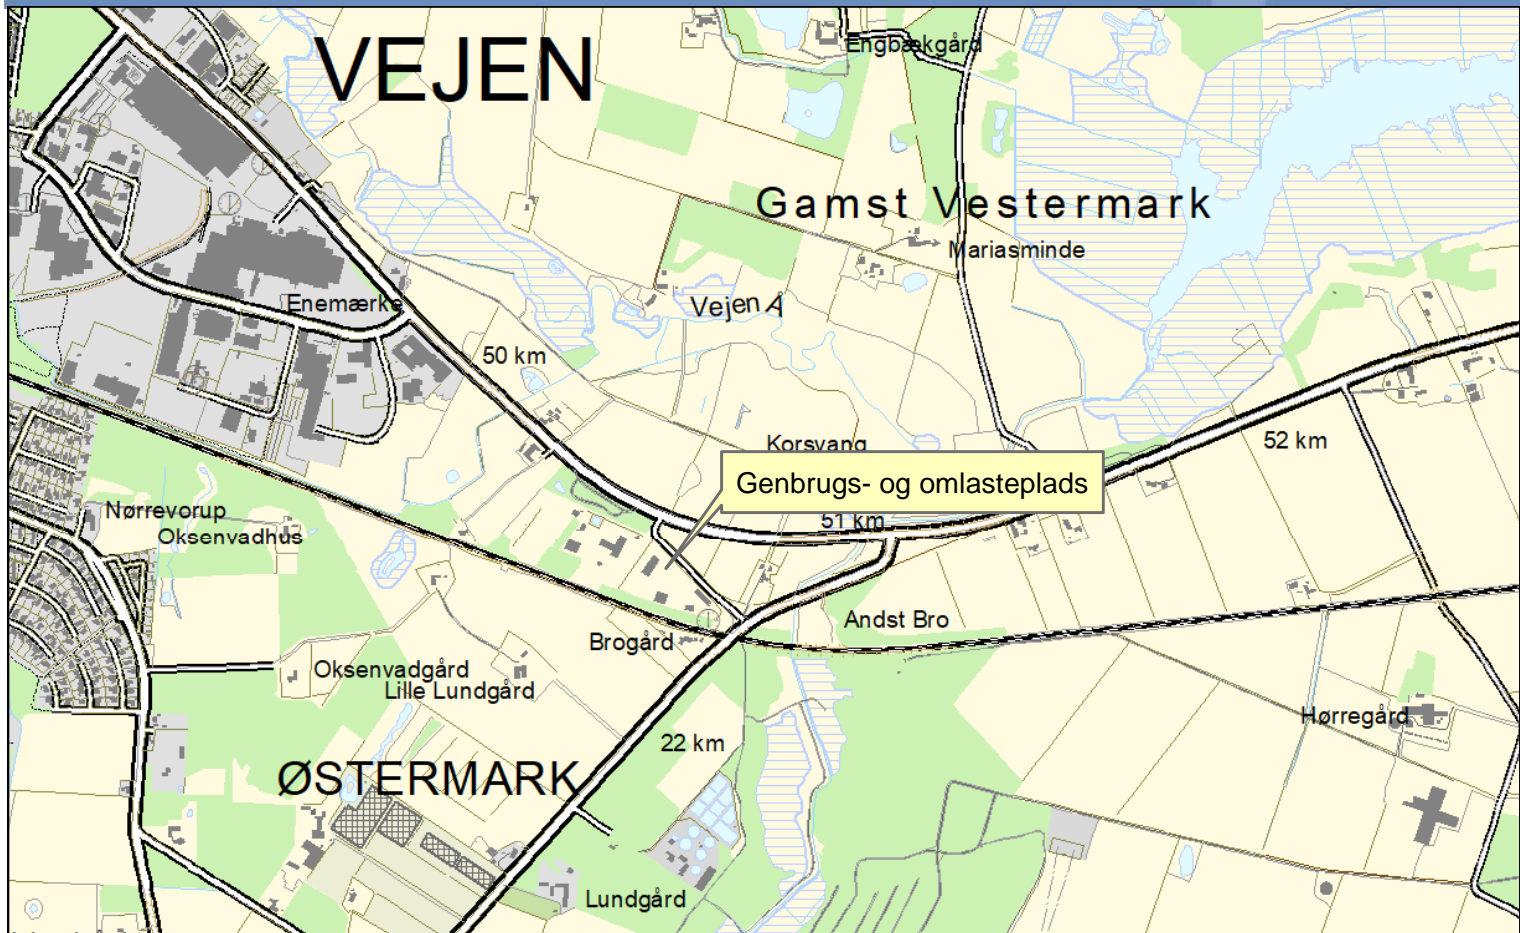 VEJEN
Engbækgård
Gamst Vestermark
Mariasminde
Enemærke
Vejen Å
50 km
Korsvang
52 km
Genbrugs- og omlasteplads
51 km
Nørrevorup
Oksenvadhus
Andst Bro
Brogård
Oksenvadgård
Lille Lundgård
Hørregård
22 km
ØSTERMARK
Lundgård